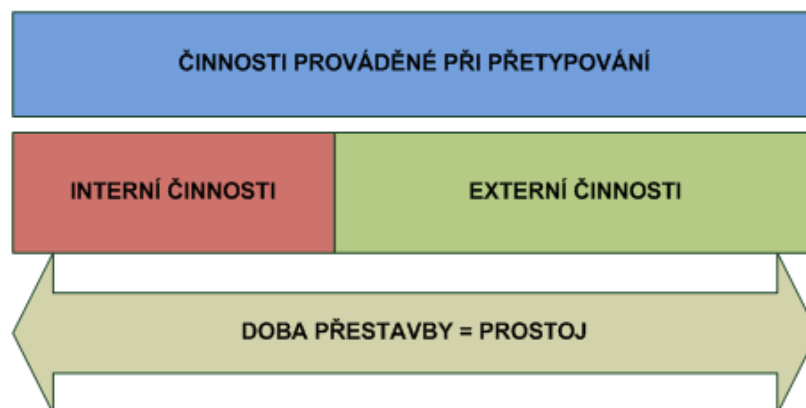 ČINNOSTI PROVÁDĚNÉ PŘI PŘETYPOVÁNÍ
INTERNÍ ČINNOSTI
EXTERNÍ ČINNOSTI
DOBA PŘESTAVBY = PROSTOJ